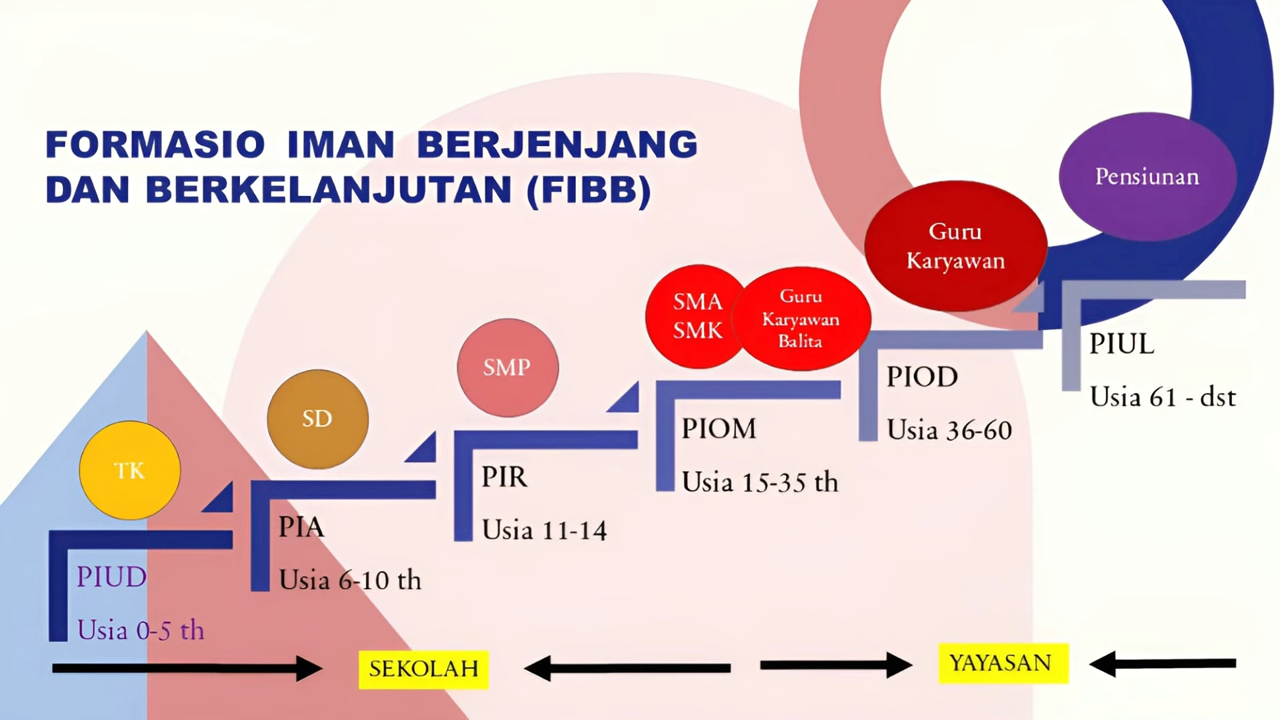 FORMASIO IMAN BERJENJANG
DAN BERKELANJUTAN (FIBB)
TK
PIUD
Usia 0-5 th
SD
PIA
Usia 6-10 th
SMP
PIR
Usia 11-14
SMA
SMK
Guru
Karyawan
Balita
PIOM
Usia 15-35 th
Guru
Karyawan
PIOD
Usia 36-60
Pensiunan
PIUL
Usia 61 - dst
SEKOLAH
YAYASAN